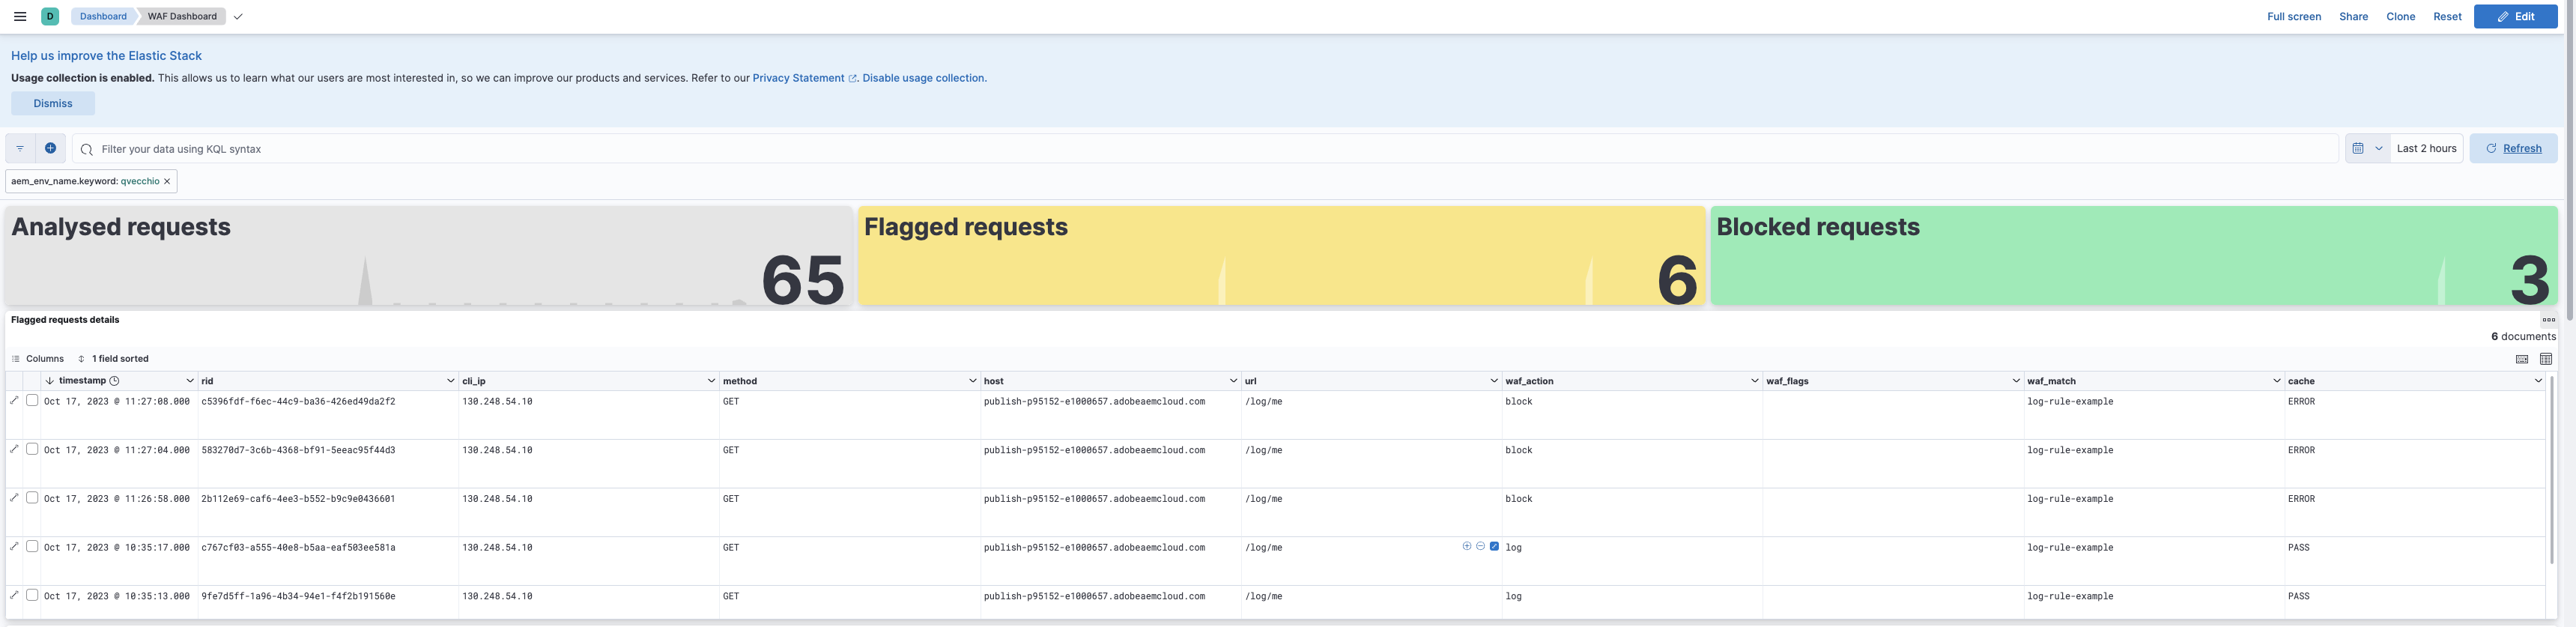 D Dashboard WAF Dashboard Full screen Share Clone Reset Edit
Help us improve the Elastic Stack
Usage collection is enabled. This allows us to learn what our users are most interested in, so we can improve our products and services. Refer to our Privacy Statement. Disable usage collection.
Dismiss
Filter your data using KQL syntax Last 2 hours Refresh
aem_env_name.keyword: qvecchio ×
Analysed requests
65
Flagged requests
6
Blocked requests
3
Flagged requests details
6 documents
Columns 1 field sorted
timestamp rid cli_ip method host url waf_action waf_flags waf_match cache
Oct 17, 2023 @ 11:27:08.000 c5396fdf-f6ec-44c9-ba36-426ed49da2f2 130.248.54.10 GET publish-p95152-e1000657.adobeaemcloud.com /log/me block log-rule-example ERROR
Oct 17, 2023 @ 11:27:04.000 583270d7-3c6b-4368-bf91-5eeac95f44d3 130.248.54.10 GET publish-p95152-e1000657.adobeaemcloud.com /log/me block log-rule-example ERROR
Oct 17, 2023 @ 11:26:58.000 2b112e69-caf6-4ee3-b552-b9c9e0436601 130.248.54.10 GET publish-p95152-e1000657.adobeaemcloud.com /log/me block log-rule-example ERROR
Oct 17, 2023 @ 10:35:17.000 c767cf03-a555-40e8-b5aa-eaf503ee581a 130.248.54.10 GET publish-p95152-e1000657.adobeaemcloud.com /log/me log log-rule-example PASS
Oct 17, 2023 @ 10:35:13.000 9fe7d5ff-1a96-4b34-94e1-f4f2b191560e 130.248.54.10 GET publish-p95152-e1000657.adobeaemcloud.com /log/me log log-rule-example PASS